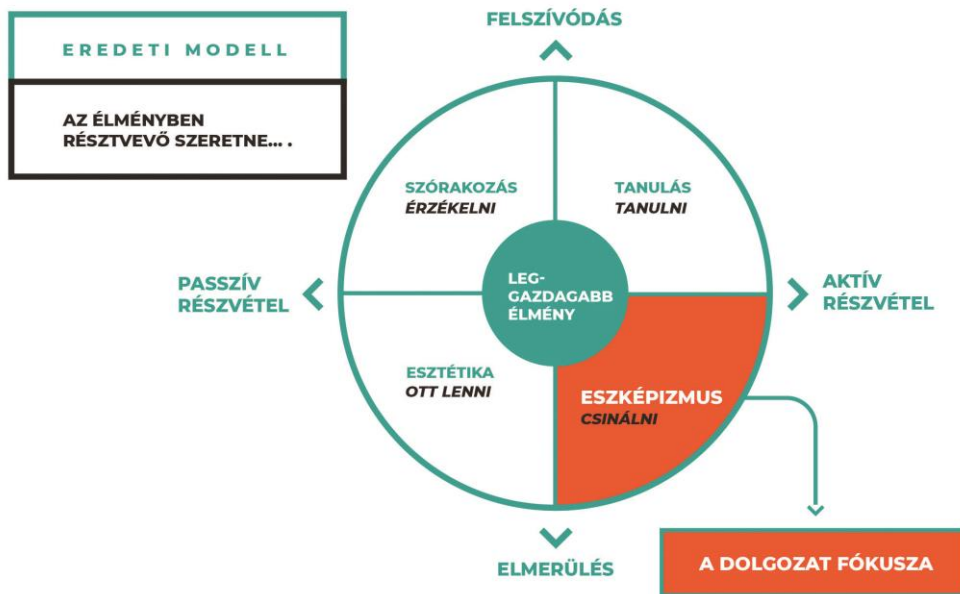 EREDETI MODELL
AZ ÉLMÉNYBEN
RÉSZTVEVŐ SZERETNE... .
FELSZÍVÓDÁS
SZÓRAKOZÁS
ÉRZÉKELNI
TANULÁS
TANULNI
PASSZÍV
RÉSZVÉTEL
LEG-
GAZDAGABB
ÉLMÉNY
AKTÍV
RÉSZVÉTEL
ESZTÉTIKA
OTT LENNI
ESZKÉPIZMUS
CSINÁLNI
ELMERÜLÉS
A DOLGOZAT FÓKUSZA